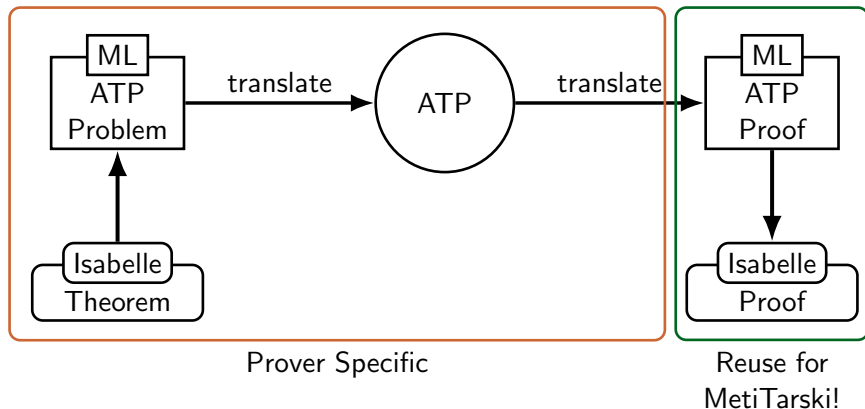 ML
ATP
Problem
translate
ATP
translate
ML
ATP
Proof
Isabelle
Theorem
Isabelle
Proof
Prover Specific
Reuse for
MetiTarski!